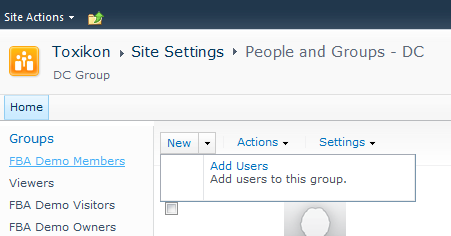 Site Actions
Toxikon Site Settings People and Groups - DC
DC Group
Home
Groups
FBA Demo Members
Viewers
FBA Demo Visitors
FBA Demo Owners
New Actions Settings
Add Users
Add users to this group.